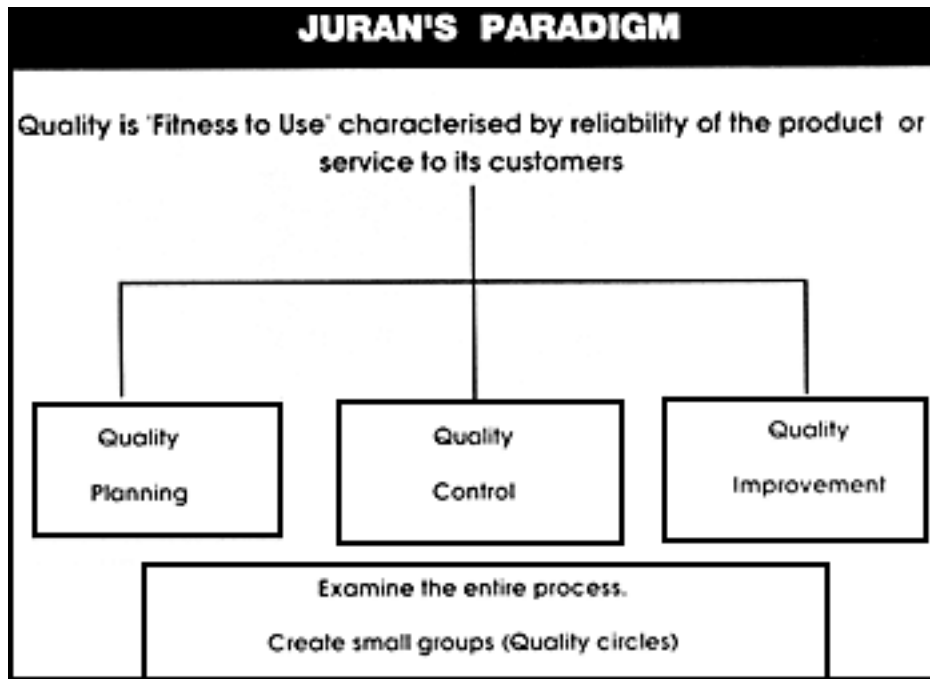 JURAN'S PARADIGM
Quality is 'Fitness to Use' characterised by reliability of the product or
service to its customers
Quality
Planning
Quality
Control
Quality
Improvement
Examine the entire process.
Create small groups (Quality circles)